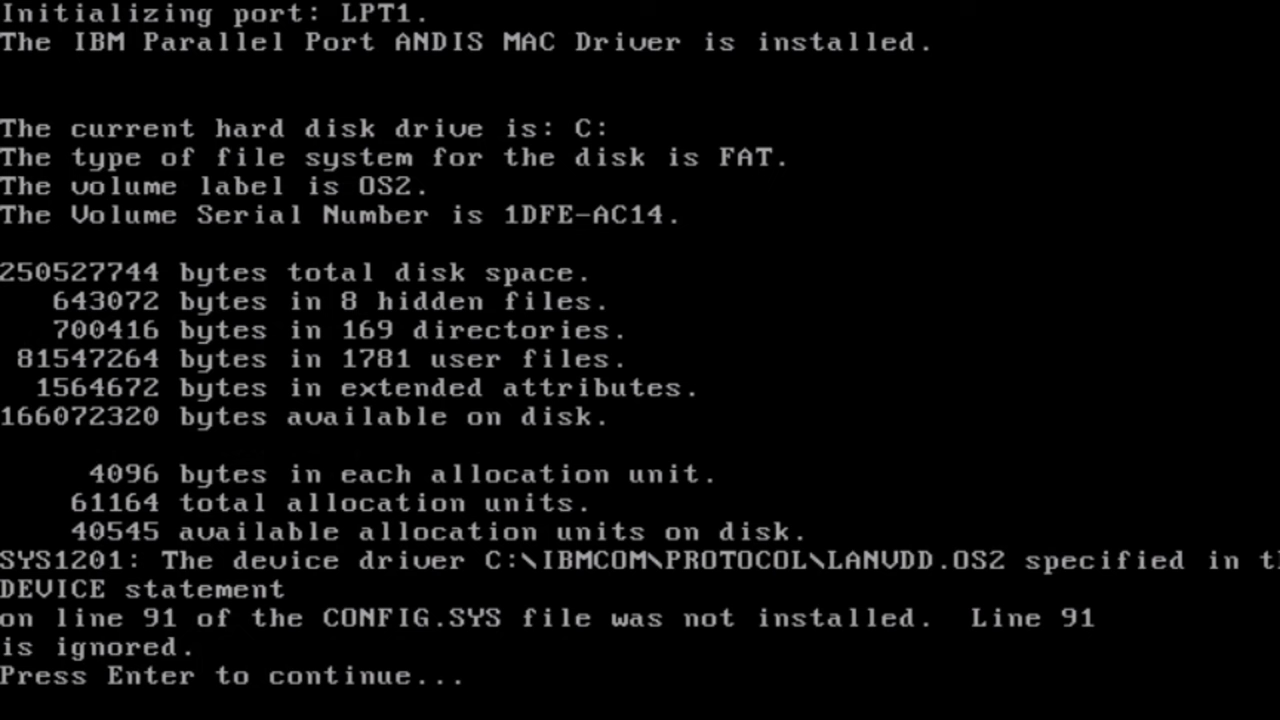 Initializing port: LPT1.
The IBM Parallel Port ANDIS MAC Driver is installed.
The current hard disk drive is: C:
The type of file system for the disk is FAT.
The volume label is OS2.
The Volume Serial Number is 1DFE-AC14.
250527744 bytes total disk space.
643072 bytes in 8 hidden files.
700416 bytes in 169 directories.
81547264 bytes in 1781 user files.
1564672 bytes in extended attributes.
166072320 bytes available on disk.
4096 bytes in each allocation unit.
61164 total allocation units.
40545 available allocation units on disk.
SYS1201: The device driver C:\IBMCOM\PROTOCOL\LANVDD.OS2 specified in
DEVICE statement
on line 91 of the CONFIG.SYS file was not installed.  Line 91
is ignored.
Press Enter to continue...